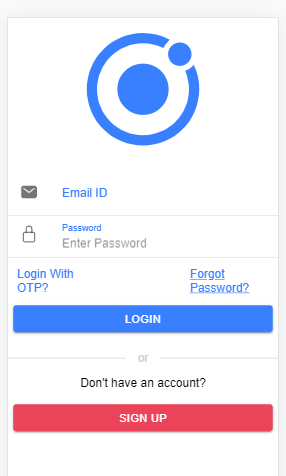 Email ID
Password
Enter Password
Login With
OTP?
Forgot
Password?
LOGIN
or
Don't have an account?
SIGN UP